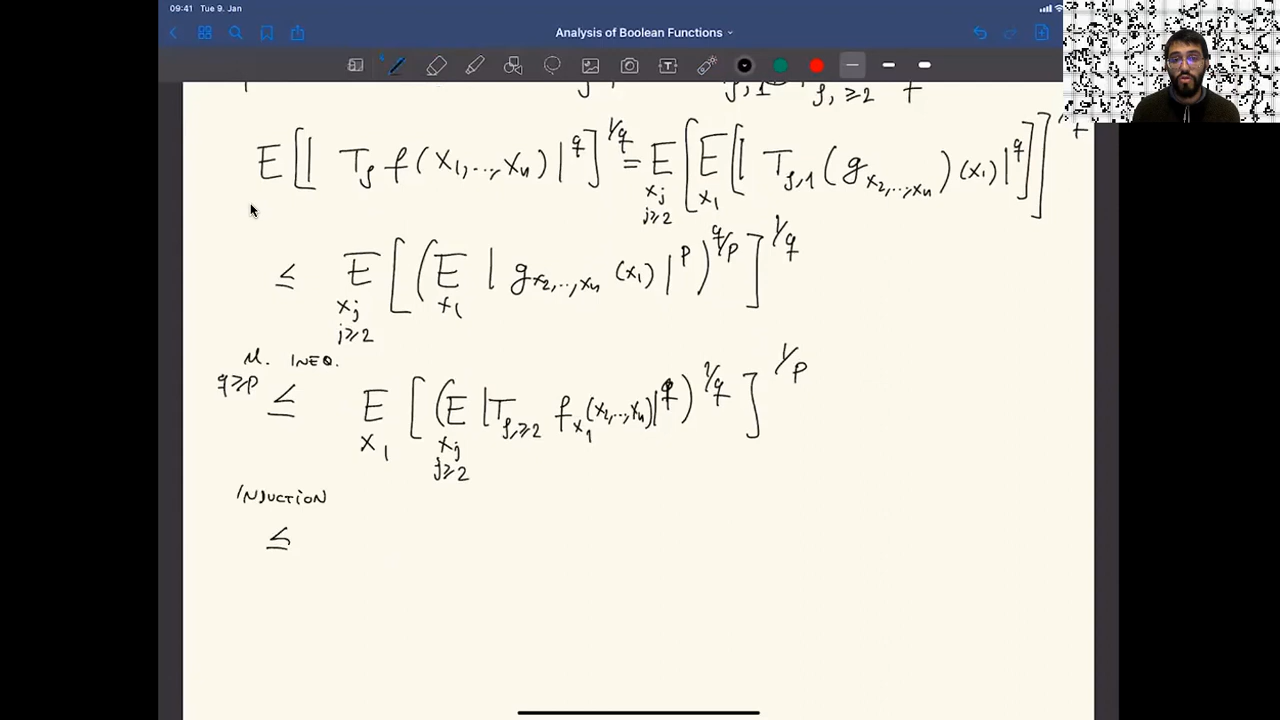 09:41 Tue 9. Jan
Analysis of Boolean Functions
ρ,1 ρ,≥2
E[| T_ρ f(x_1,...,x_n)|^q]^{1/q} = E_{x_j, j≥2}[E_{x_1}[| T_{ρ,1}(g_{x_2,...,x_n})(x_1)|^q]]^{1/q}
≤ E_{x_j, j≥2}[(E_{x_1} | g_{x_2,...,x_n}(x_1)|^p)^{q/p}]^{1/q}
M. INEQ.
q≥p ≤ E_{x_1}[(E_{x_j, j≥2} |T_{ρ,≥2} f_{x_1}(x_2,...,x_n)|^q)^{p/q}]^{1/p}
INDUCTION
≤